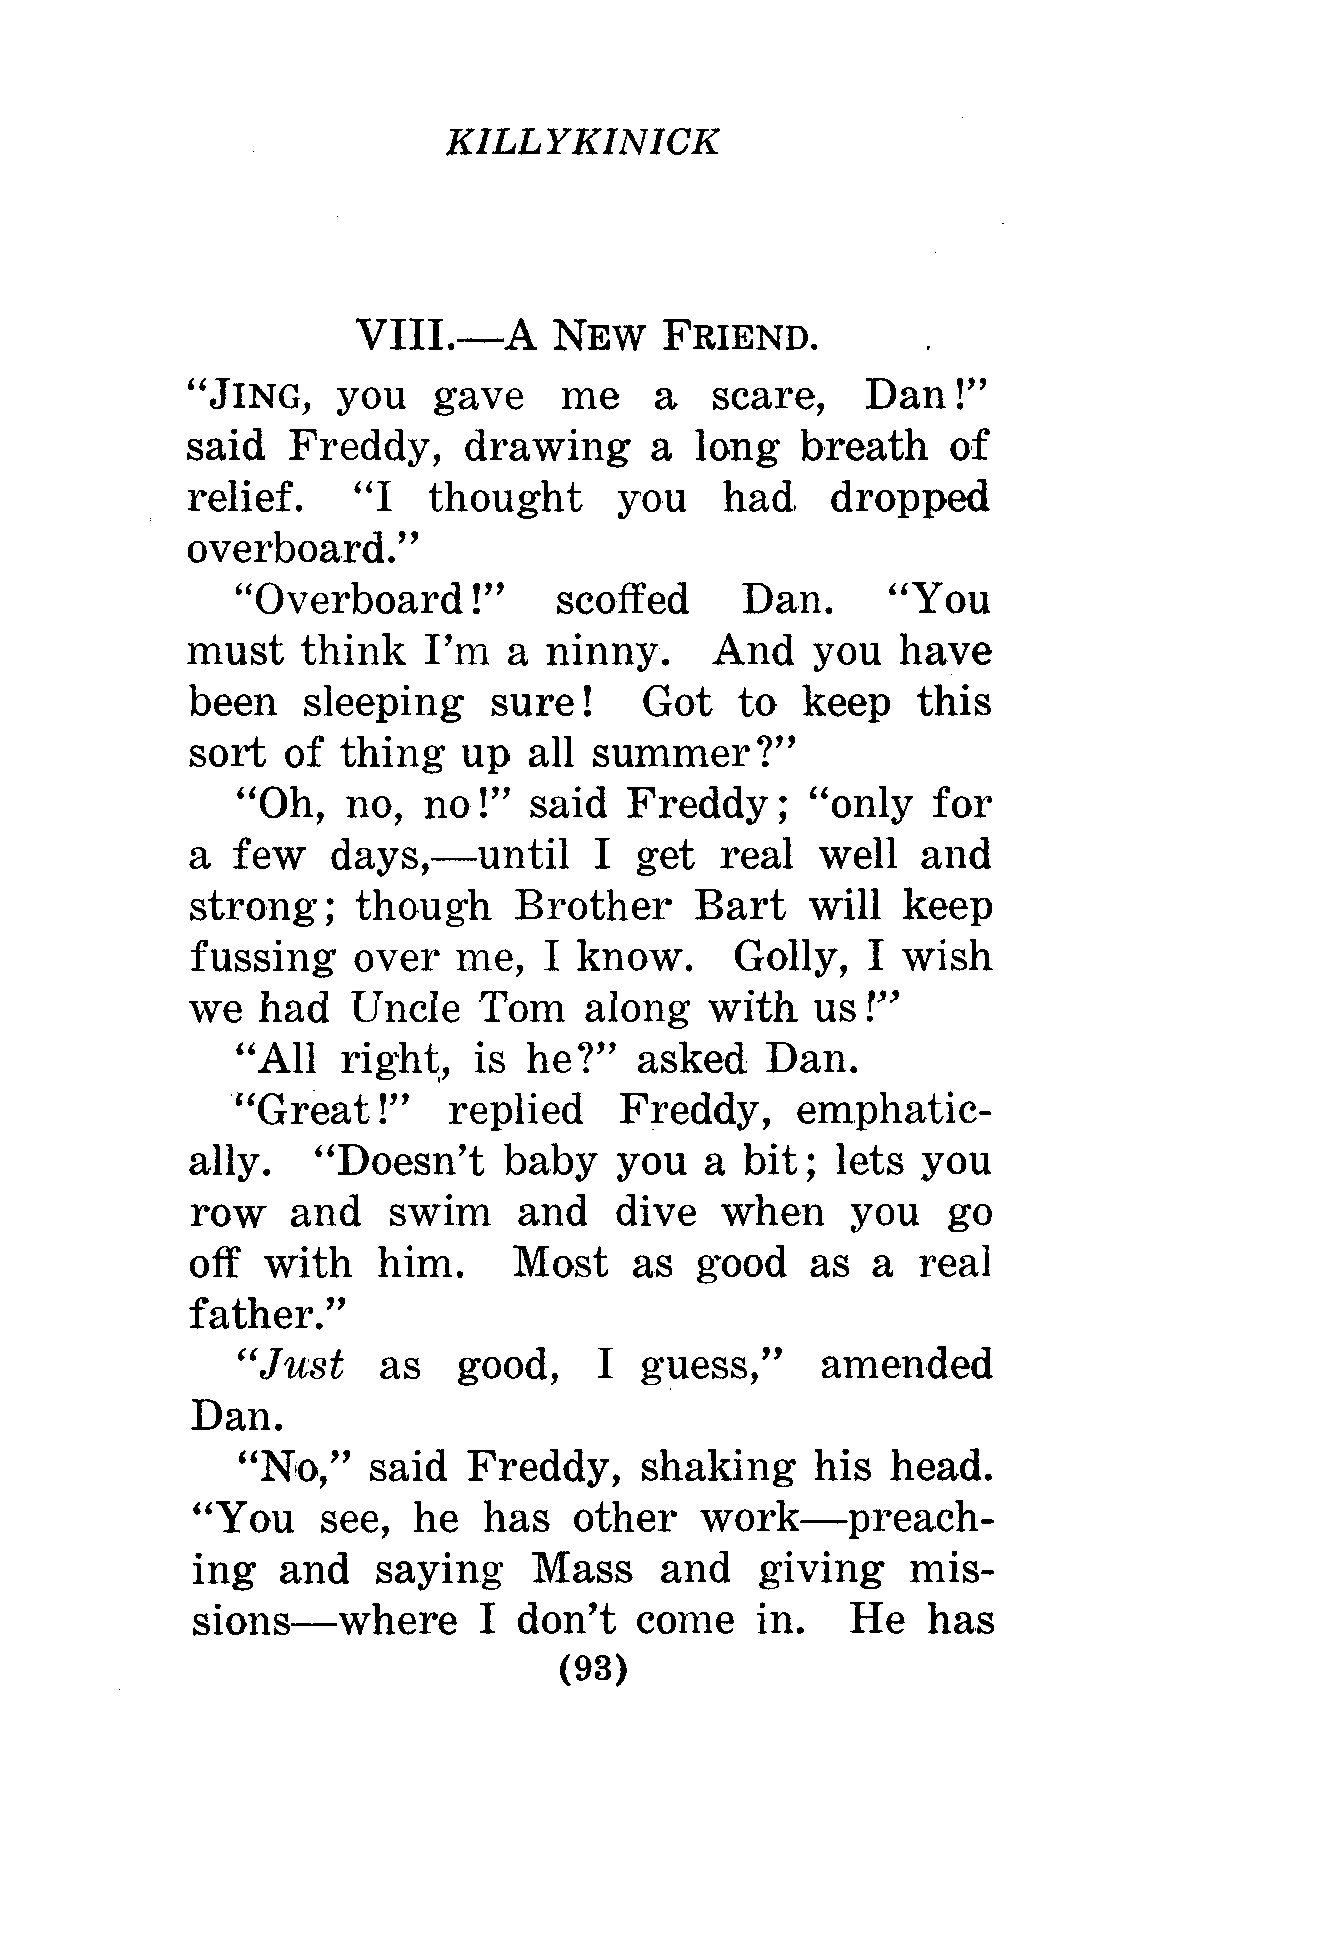 KILLYKINICK
VIII.—A NEW FRIEND.
“JING, you gave me a scare, Dan!”
said Freddy, drawing a long breath of
relief. “I thought you had dropped
overboard.”
“Overboard!” scoffed Dan. “You
must think I’m a ninny. And you have
been sleeping sure! Got to keep this
sort of thing up all summer?”
“Oh, no, no!” said Freddy; “only for
a few days,—until I get real well and
strong; though Brother Bart will keep
fussing over me, I know. Golly, I wish
we had Uncle Tom along with us!”
“All right, is he?” asked Dan.
“Great!” replied Freddy, emphatic-
ally. “Doesn’t baby you a bit; lets you
row and swim and dive when you go
off with him. Most as good as a real
father.”
“Just as good, I guess,” amended
Dan.
“No,” said Freddy, shaking his head.
“You see, he has other work—preach-
ing and saying Mass and giving mis-
sions—where I don’t come in. He has
(93)